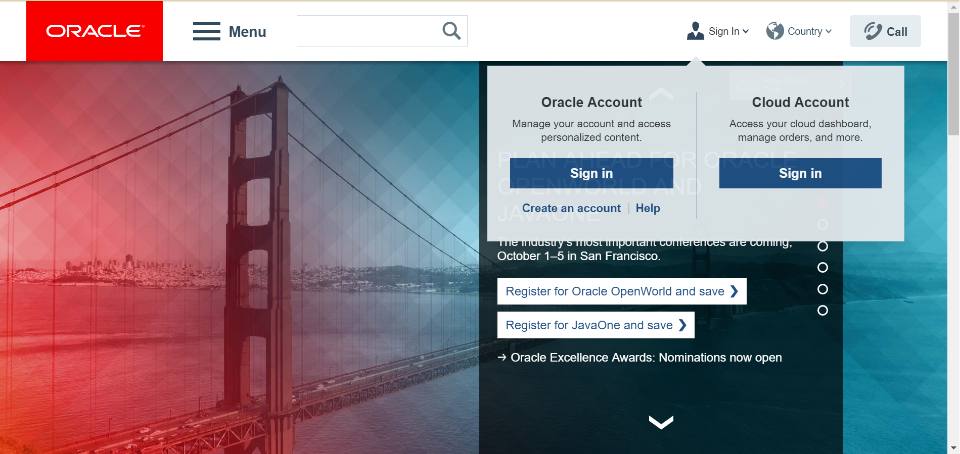 ORACLE
Menu
Sign In
Country
Call
Oracle Account
Manage your account and access
personalized content.
Sign in
Create an account | Help
Cloud Account
Access your cloud dashboard,
manage orders, and more.
Sign in
PLAN AHEAD FOR ORACLE
OPENWORLD AND
JAVAONE
The industry's most important conferences are coming,
October 1–5 in San Francisco.
Register for Oracle OpenWorld and save ❯
Register for JavaOne and save ❯
→ Oracle Excellence Awards: Nominations now open